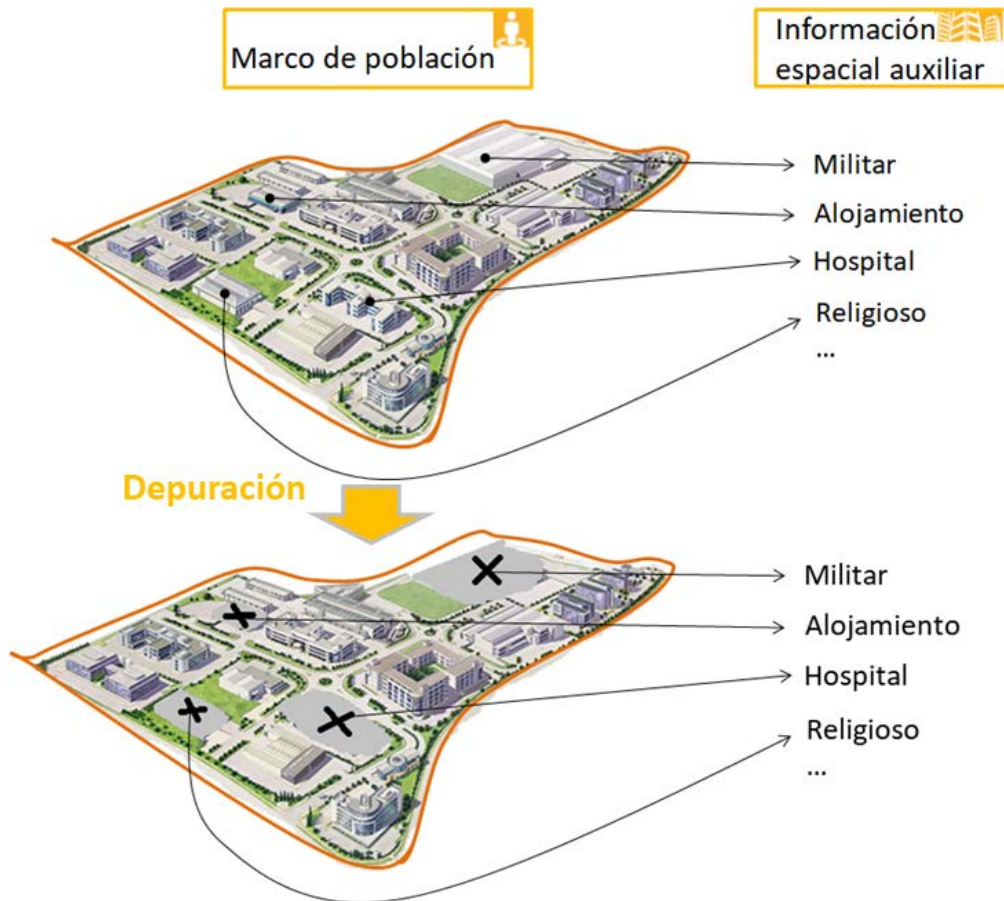 Marco de población
Información
espacial auxiliar
Militar
Alojamiento
Hospital
Religioso
...
Depuración
Militar
Alojamiento
Hospital
Religioso
...